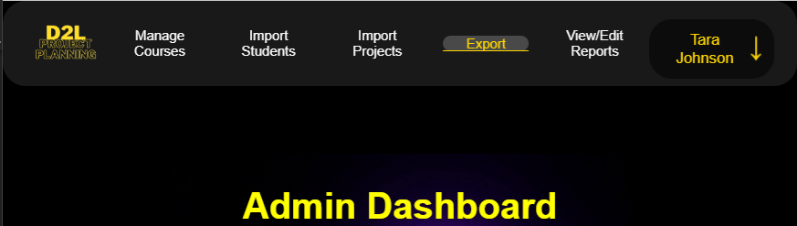 D2L
PROJECT
PLANNING
Manage
Courses
Import
Students
Import
Projects
Export
View/Edit
Reports
Tara
Johnson
↓
Admin Dashboard